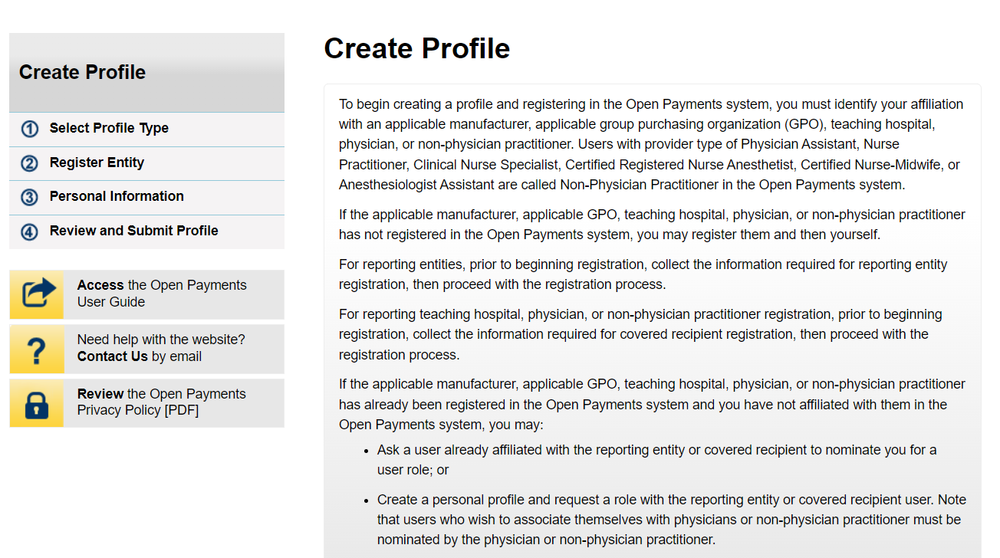 Create Profile
① Select Profile Type
② Register Entity
③ Personal Information
④ Review and Submit Profile
Access the Open Payments
User Guide
?
Need help with the website?
Contact Us by email
Review the Open Payments
Privacy Policy [PDF]
Create Profile
To begin creating a profile and registering in the Open Payments system, you must identify your affiliation
with an applicable manufacturer, applicable group purchasing organization (GPO), teaching hospital,
physician, or non-physician practitioner. Users with provider type of Physician Assistant, Nurse
Practitioner, Clinical Nurse Specialist, Certified Registered Nurse Anesthetist, Certified Nurse-Midwife, or
Anesthesiologist Assistant are called Non-Physician Practitioner in the Open Payments system.
If the applicable manufacturer, applicable GPO, teaching hospital, physician, or non-physician practitioner
has not registered in the Open Payments system, you may register them and then yourself.
For reporting entities, prior to beginning registration, collect the information required for reporting entity
registration, then proceed with the registration process.
For reporting teaching hospital, physician, or non-physician practitioner registration, prior to beginning
registration, collect the information required for covered recipient registration, then proceed with the
registration process.
If the applicable manufacturer, applicable GPO, teaching hospital, physician, or non-physician practitioner
has already been registered in the Open Payments system and you have not affiliated with them in the
Open Payments system, you may:
• Ask a user already affiliated with the reporting entity or covered recipient to nominate you for a
user role; or
• Create a personal profile and request a role with the reporting entity or covered recipient user. Note
that users who wish to associate themselves with physicians or non-physician practitioner must be
nominated by the physician or non-physician practitioner.